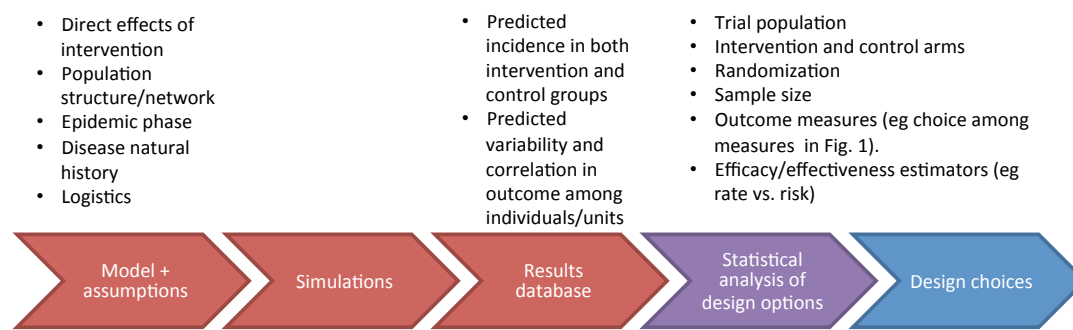 • Direct effects of
intervention
• Population
structure/network
• Epidemic phase
• Disease natural
history
• Logistics
• Predicted
incidence in both
intervention and
control groups
• Predicted
variability and
correlation in
outcome among
individuals/units
• Trial population
• Intervention and control arms
• Randomization
• Sample size
• Outcome measures (eg choice among
measures in Fig. 1).
• Efficacy/effectiveness estimators (eg
rate vs. risk)
Model +
assumptions
Simulations
Results
database
Statistical
analysis of
design options
Design choices